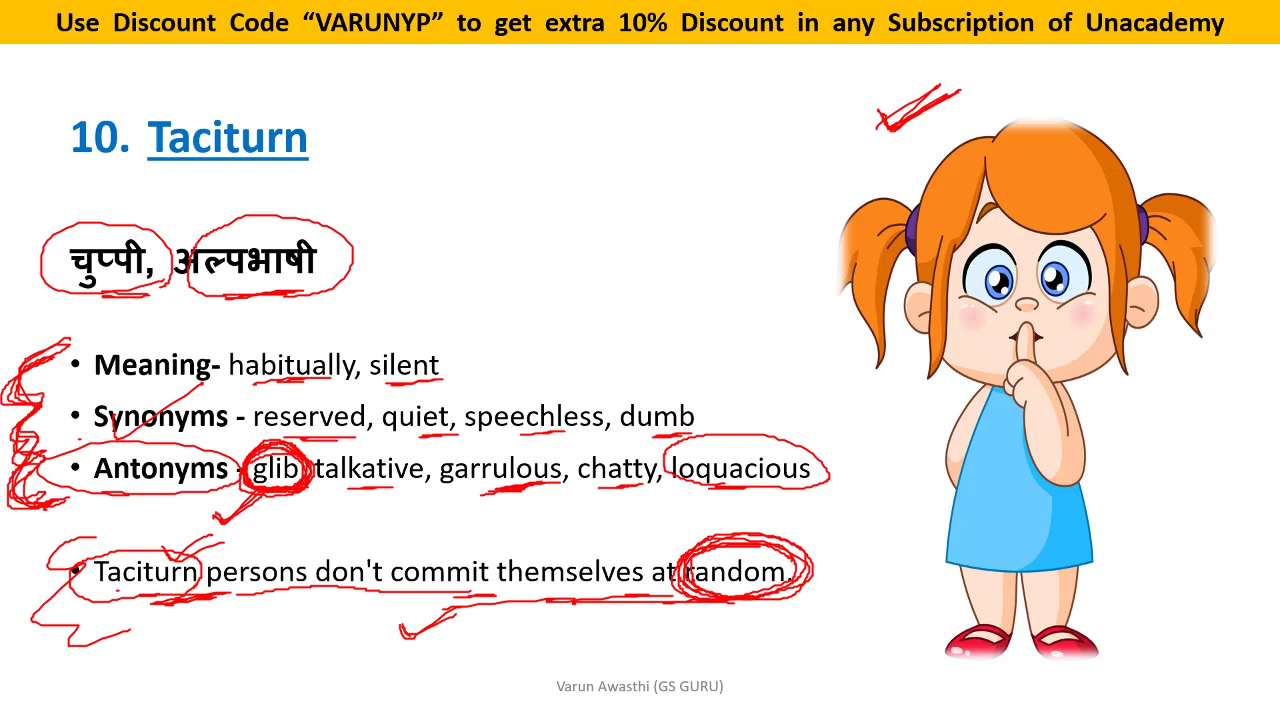 Use Discount Code “VARUNYP” to get extra 10% Discount in any Subscription of Unacademy
10. Taciturn
चुप्पी, अल्पभाषी
• Meaning- habitually, silent
• Synonyms - reserved, quiet, speechless, dumb
• Antonyms - glib, talkative, garrulous, chatty, loquacious
• Taciturn persons don't commit themselves at random.
Varun Awasthi (GS GURU)